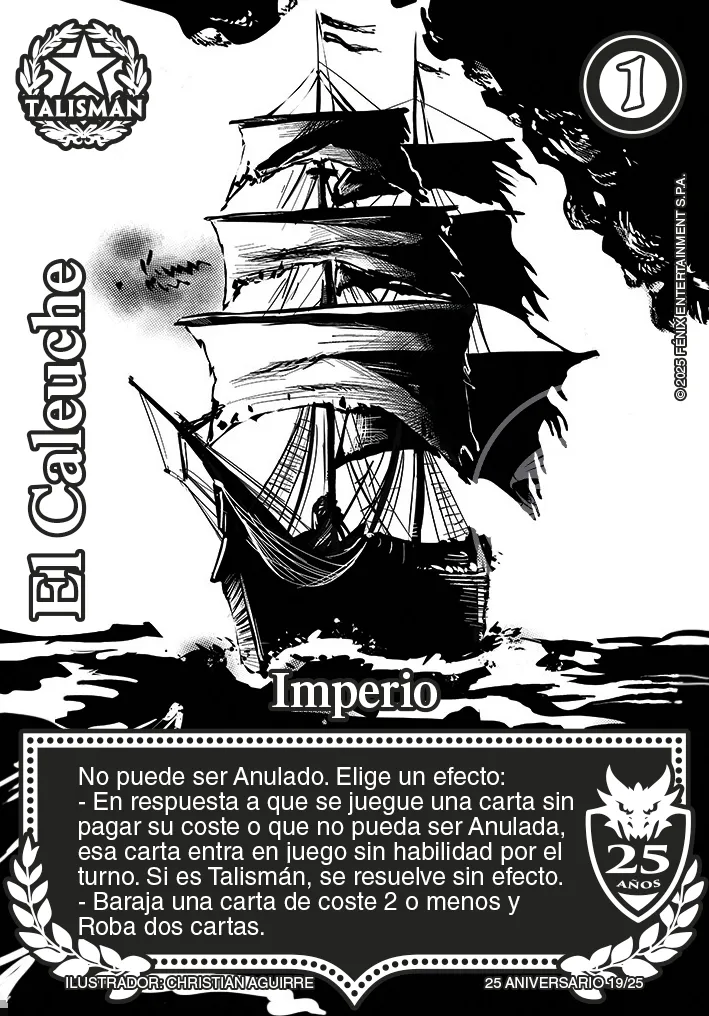 TALISMÁN
1
© 2025 FÉNIX ENTERTAINMENT S.P.A.
El Caleuche
Imperio
No puede ser Anulado. Elige un efecto:
- En respuesta a que se juegue una carta sin
pagar su coste o que no pueda ser Anulada,
esa carta entra en juego sin habilidad por el
turno. Si es Talismán, se resuelve sin efecto.
- Baraja una carta de coste 2 o menos y
Roba dos cartas.
25
AÑOS
ILUSTRADOR: CHRISTIAN AGUIRRE
25 ANIVERSARIO 19/25